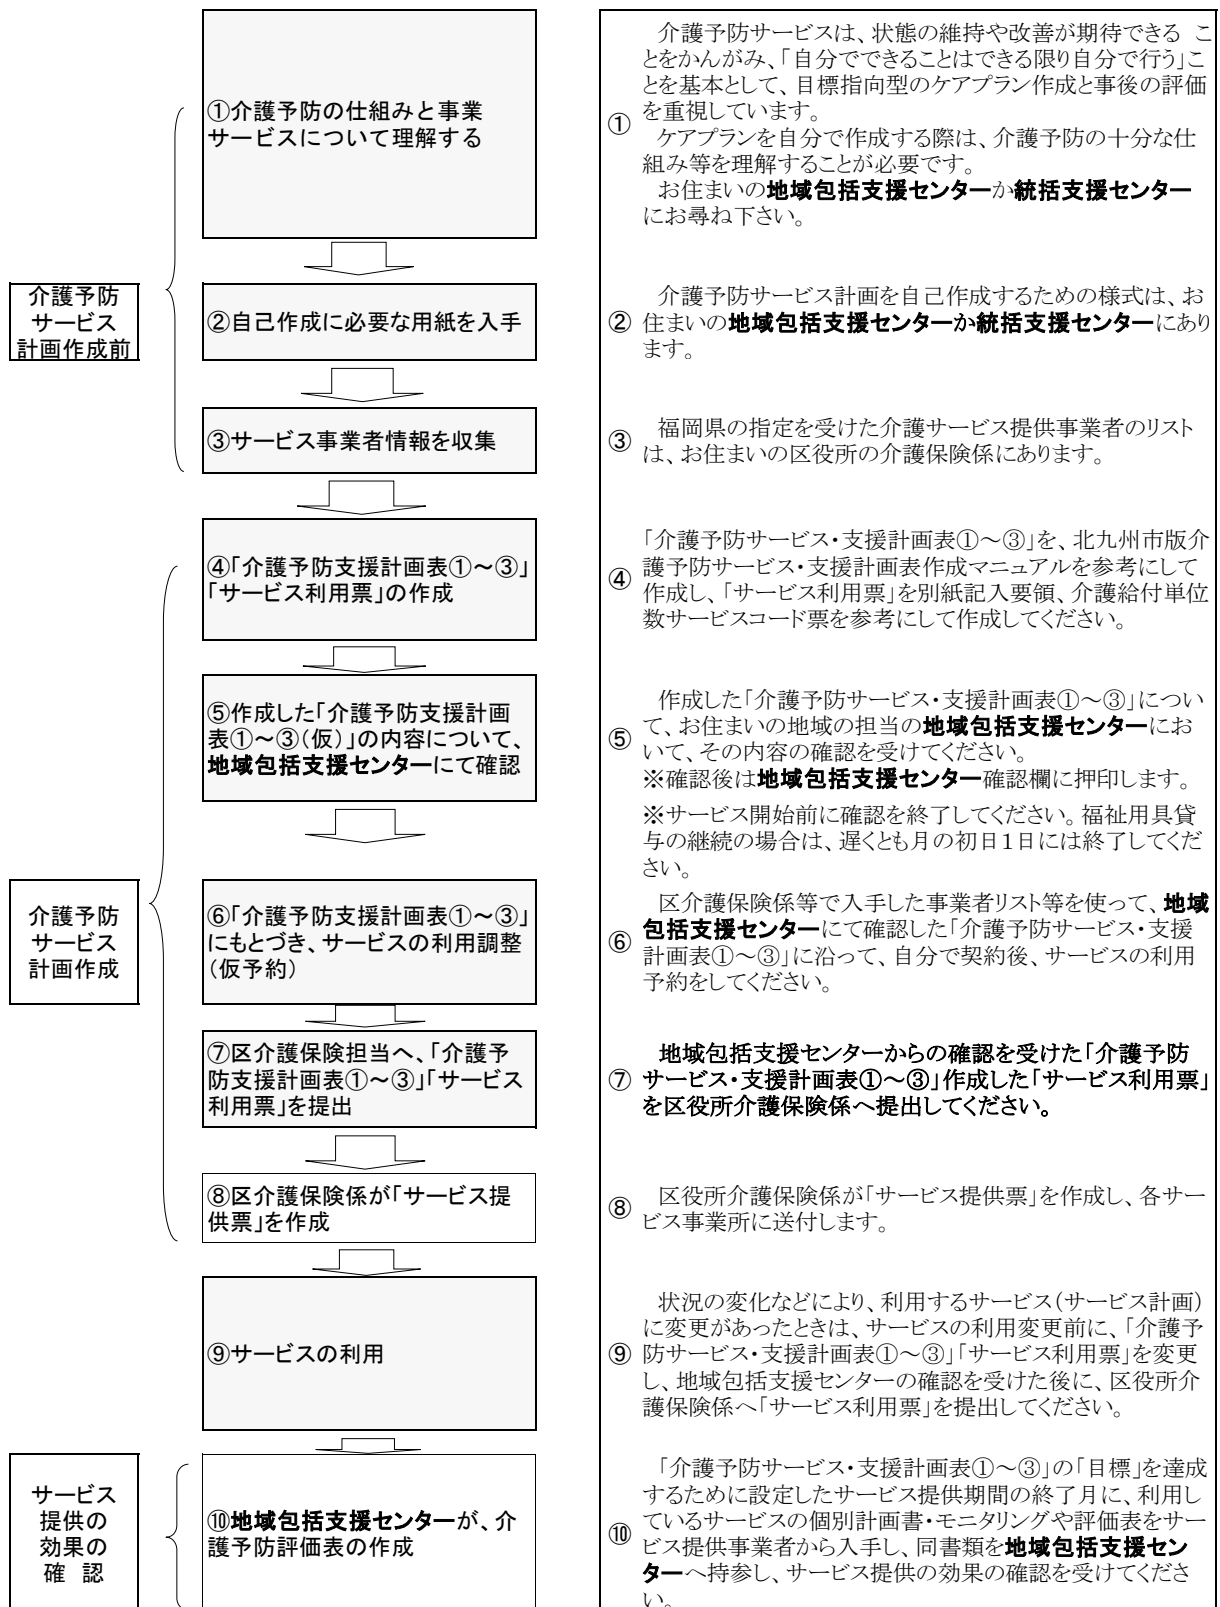 介護予防
サービス
計画作成前
①介護予防の仕組みと事業
サービスについて理解する
②自己作成に必要な用紙を入手
③サービス事業者情報を収集
介護予防
サービス
計画作成
④「介護予防支援計画表①～③」
「サービス利用票」の作成
⑤作成した「介護予防支援計画
表①～③（仮）」の内容について、
地域包括支援センターにて確認
⑥「介護予防支援計画表①～③」
にもとづき、サービスの利用調整
（仮予約）
⑦区介護保険担当へ、「介護予
防支援計画表①～③」「サービス
利用票」を提出
⑧区介護保険係が「サービス提
供票」を作成
⑨サービスの利用
サービス
提供の
効果の
確　認
⑩地域包括支援センターが、介
護予防評価表の作成
①
介護予防サービスは、状態の維持や改善が期待できる　こ
とをかんがみ、「自分でできることはできる限り自分で行う」こ
とを基本として、目標指向型のケアプラン作成と事後の評価
を重視しています。
ケアプランを自分で作成する際は、介護予防の十分な仕
組み等を理解することが必要です。
お住まいの地域包括支援センターか統括支援センター
にお尋ね下さい。
②
介護予防サービス計画を自己作成するための様式は、お
住まいの地域包括支援センターか統括支援センターにあり
ます。
③
福岡県の指定を受けた介護サービス提供事業者のリスト
は、お住まいの区役所の介護保険係にあります。
④
「介護予防サービス・支援計画表①～③」を、北九州市版介
護予防サービス・支援計画表作成マニュアルを参考にして
作成し、「サービス利用票」を別紙記入要領、介護給付単位
数サービスコード票を参考にして作成してください。
⑤
作成した「介護予防サービス・支援計画表①～③」につい
て、お住まいの地域の担当の地域包括支援センターにお
いて、その内容の確認を受けてください。
※確認後は地域包括支援センター確認欄に押印します。
※サービス開始前に確認を終了してください。福祉用具貸
与の継続の場合は、遅くとも月の初日１日には終了してくだ
さい。
⑥
区介護保険係等で入手した事業者リスト等を使って、地域
包括支援センターにて確認した「介護予防サービス・支援
計画表①～③」に沿って、自分で契約後、サービスの利用
予約をしてください。
⑦
地域包括支援センターからの確認を受けた「介護予防
サービス・支援計画表①～③」作成した「サービス利用票」
を区役所介護保険係へ提出してください。
⑧
区役所介護保険係が「サービス提供票」を作成し、各サー
ビス事業所に送付します。
⑨
状況の変化などにより、利用するサービス（サービス計画）
に変更があったときは、サービスの利用変更前に、「介護予
防サービス・支援計画表①～③」「サービス利用票」を変更
し、地域包括支援センターの確認を受けた後に、区役所介
護保険係へ「サービス利用票」を提出してください。
⑩
「介護予防サービス・支援計画表①～③」の「目標」を達成
するために設定したサービス提供期間の終了月に、利用し
ているサービスの個別計画書・モニタリングや評価表をサー
ビス提供事業者から入手し、同書類を地域包括支援セン
ターへ持参し、サービス提供の効果の確認を受けてくださ
い。